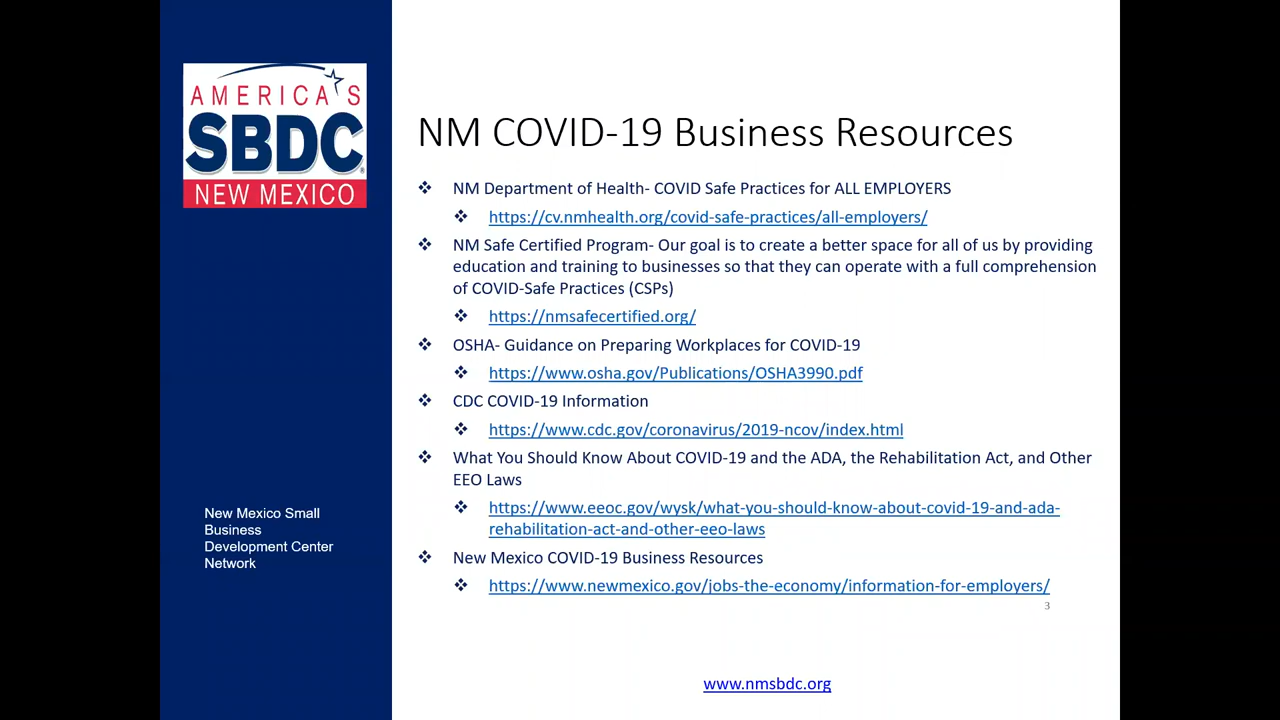 AMERICA'S
SBDC
NEW MEXICO
NM COVID-19 Business Resources
❖ NM Department of Health- COVID Safe Practices for ALL EMPLOYERS
❖ https://cv.nmhealth.org/covid-safe-practices/all-employers/
❖ NM Safe Certified Program- Our goal is to create a better space for all of us by providing
education and training to businesses so that they can operate with a full comprehension
of COVID-Safe Practices (CSPs)
❖ https://nmsafecertified.org/
❖ OSHA- Guidance on Preparing Workplaces for COVID-19
❖ https://www.osha.gov/Publications/OSHA3990.pdf
❖ CDC COVID-19 Information
❖ https://www.cdc.gov/coronavirus/2019-ncov/index.html
❖ What You Should Know About COVID-19 and the ADA, the Rehabilitation Act, and Other
EEO Laws
❖ https://www.eeoc.gov/wysk/what-you-should-know-about-covid-19-and-ada-
rehabilitation-act-and-other-eeo-laws
❖ New Mexico COVID-19 Business Resources
❖ https://www.newmexico.gov/jobs-the-economy/information-for-employers/
3
New Mexico Small
Business
Development Center
Network
www.nmsbdc.org